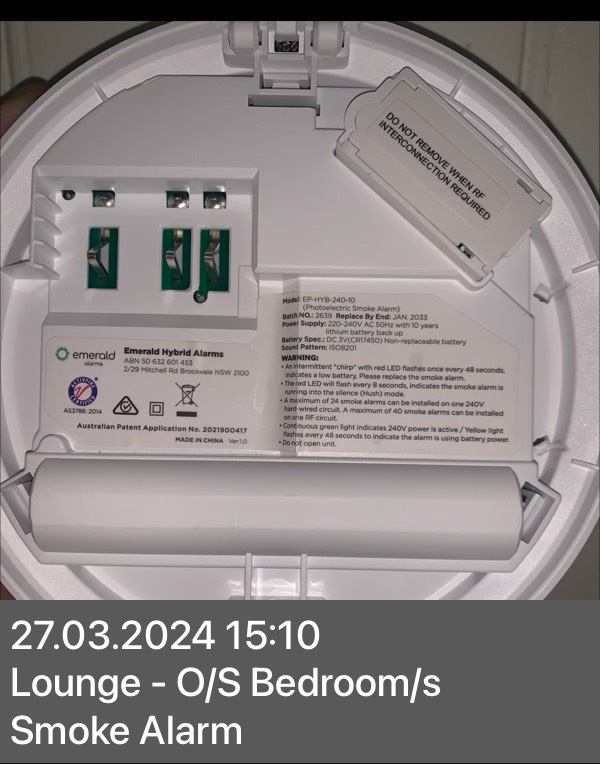 DO NOT REMOVE WHEN RF
INTERCONNECTION REQUIRED
Model: EP-HYB-240-10
(Photoelectric Smoke Alarm)
Batch NO.: 2639 Replace By End: JAN. 2033
Power Supply: 220-240V AC 50Hz with 10 years
lithium battery back up
Battery Spec.: DC 3V(CR17450) Non-replaceable battery
Sound Pattern: ISO8201
WARNING:
• An intermittent "chirp" with red LED flashes once every 48 seconds,
indicates a low battery, Please replace the smoke alarm.
• The red LED will flash every 8 seconds, indicates the smoke alarm is
running into the silence (Hush) mode.
• A maximum of 24 smoke alarms can be installed on one 240V
hard-wired circuit. A maximum of 40 smoke alarms can be installed
on one RF circuit.
• Continuous green light indicates 240V power is active / Yellow light
flashes every 48 seconds to indicate the alarm is using battery power.
• Do not open unit.
emerald
alarms
Emerald Hybrid Alarms
ABN 50 632 601 453
2/29 Mitchell Rd Brookvale NSW 2100
AS3786: 2014
Australian Patent Application No. 2021900417
MADE IN CHINA Ver:1.0
27.03.2024 15:10
Lounge - O/S Bedroom/s
Smoke Alarm